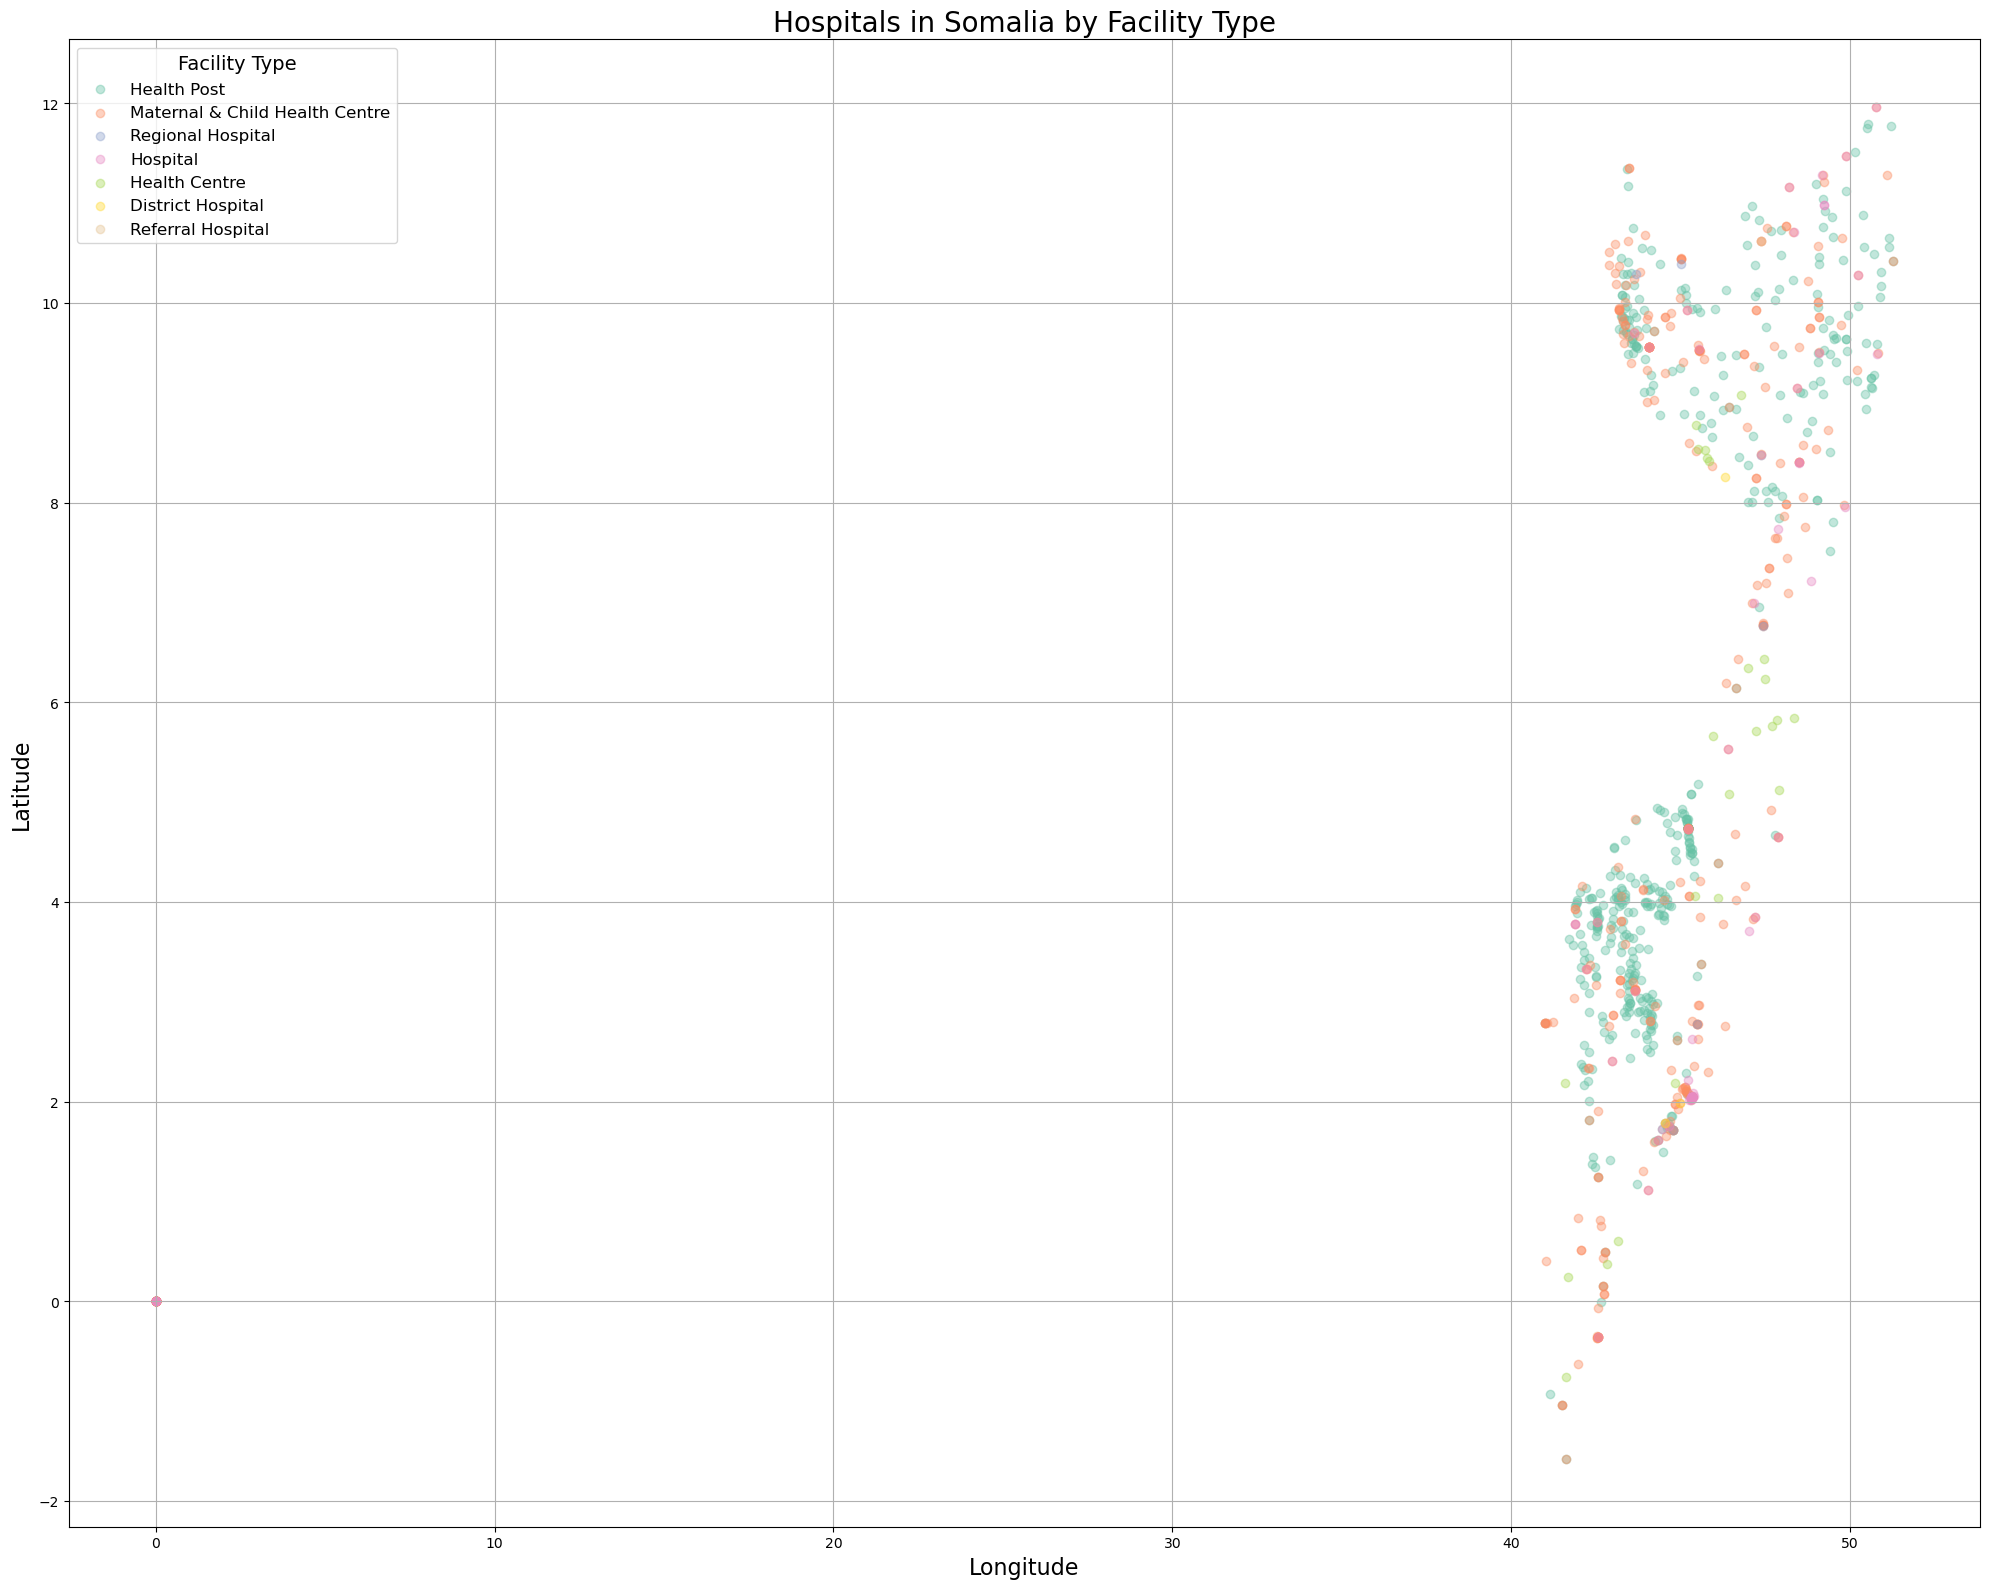 Hospitals in Somalia by Facility Type
Facility Type
Health Post
Maternal & Child Health Centre
Regional Hospital
Hospital
Health Centre
District Hospital
Referral Hospital
12
10
8
6
4
2
0
−2
Latitude
0 10 20 30 40 50
Longitude